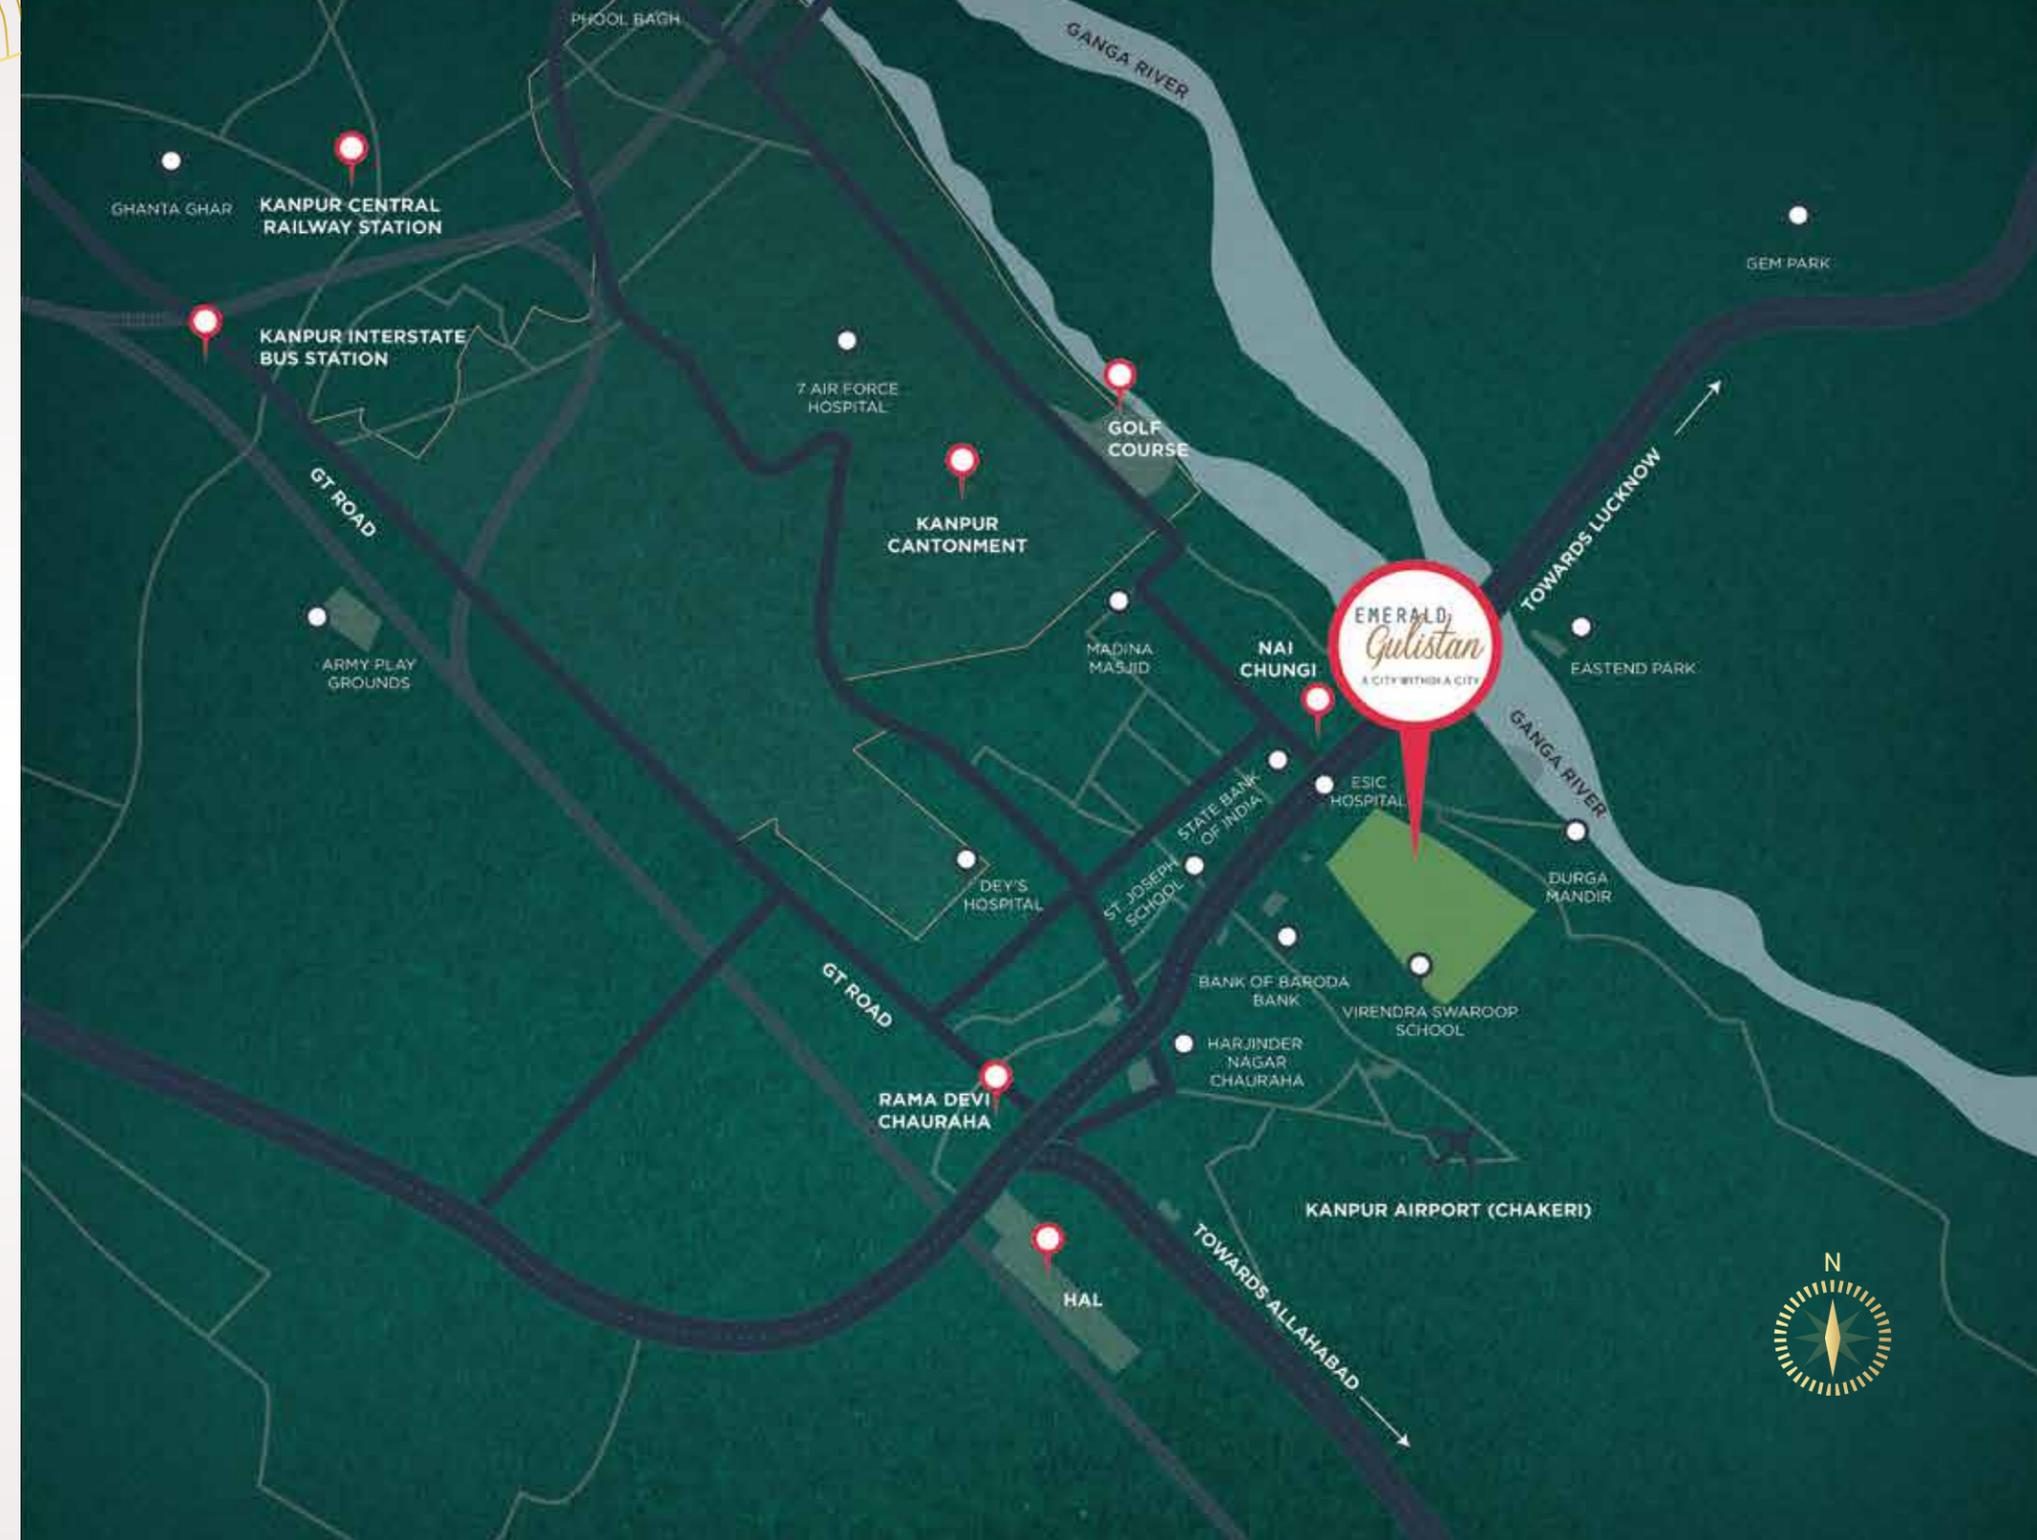 PHOOL BAGH
GANGA RIVER
GHANTA GHAR
KANPUR CENTRAL
RAILWAY STATION
GEM PARK
KANPUR INTERSTATE
BUS STATION
7 AIR FORCE
HOSPITAL
GOLF
COURSE
GT ROAD
KANPUR
CANTONMENT
TOWARDS LUCKNOW
EMERALD
Gulistan
A CITY WITHIN A CITY
MADINA
MASJID
NAI
CHUNGI
EASTEND PARK
ARMY PLAY
GROUNDS
GANGA RIVER
STATE BANK
OF INDIA
ESIC
HOSPITAL
DEY'S
HOSPITAL
ST JOSEPH
SCHOOL
DURGA
MANDIR
GT ROAD
BANK OF BARODA
BANK
VIRENDRA SWAROOP
SCHOOL
HARJINDER
NAGAR
CHAURAHA
RAMA DEVI
CHAURAHA
KANPUR AIRPORT (CHAKERI)
TOWARDS ALLAHABAD
HAL
N